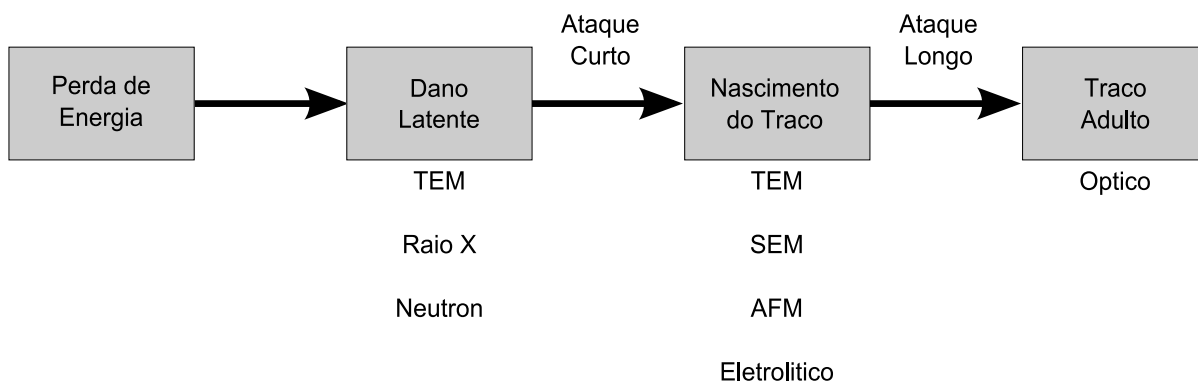 Perda de
Energia
Dano
Latente
TEM
Raio X
Neutron
Ataque
Curto
Nascimento
do Traco
TEM
SEM
AFM
Eletrolitico
Ataque
Longo
Traco
Adulto
Optico